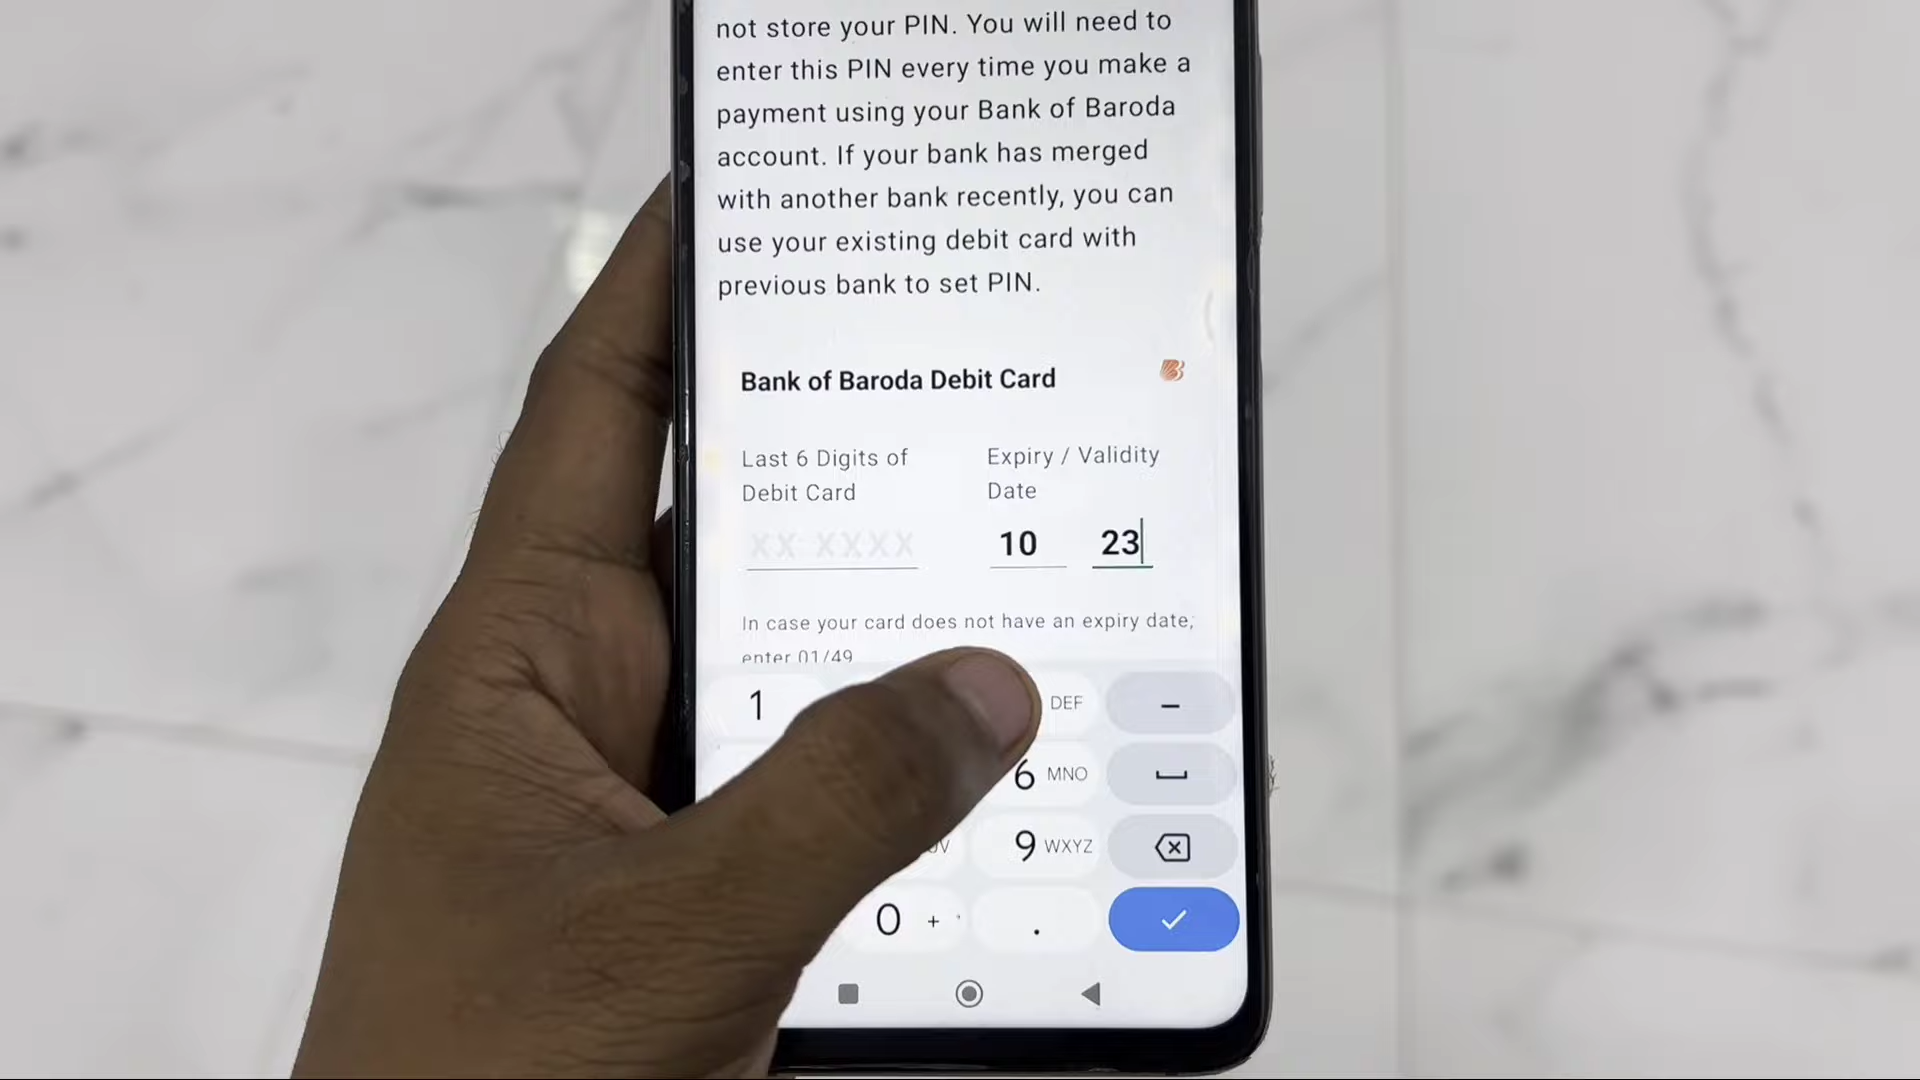 not store your PIN. You will need to
enter this PIN every time you make a
payment using your Bank of Baroda
account. If your bank has merged
with another bank recently, you can
use your existing debit card with
previous bank to set PIN.
Bank of Baroda Debit Card
Last 6 Digits of
Debit Card
Expiry / Validity
Date
XX XXXX
10 23
In case your card does not have an expiry date,
enter 01/49
1 DEF –
6 MNO
9 WXYZ
0 + .